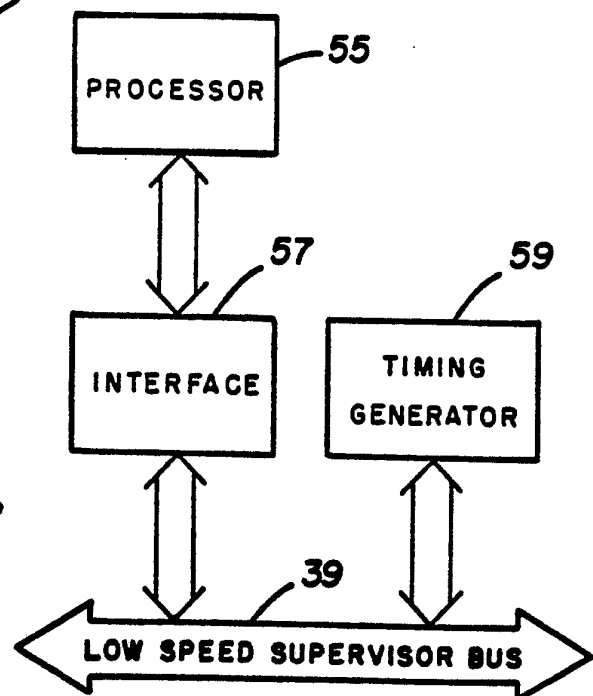 PROCESSOR
55
57
59
INTERFACE
TIMING
GENERATOR
39
LOW SPEED SUPERVISOR BUS